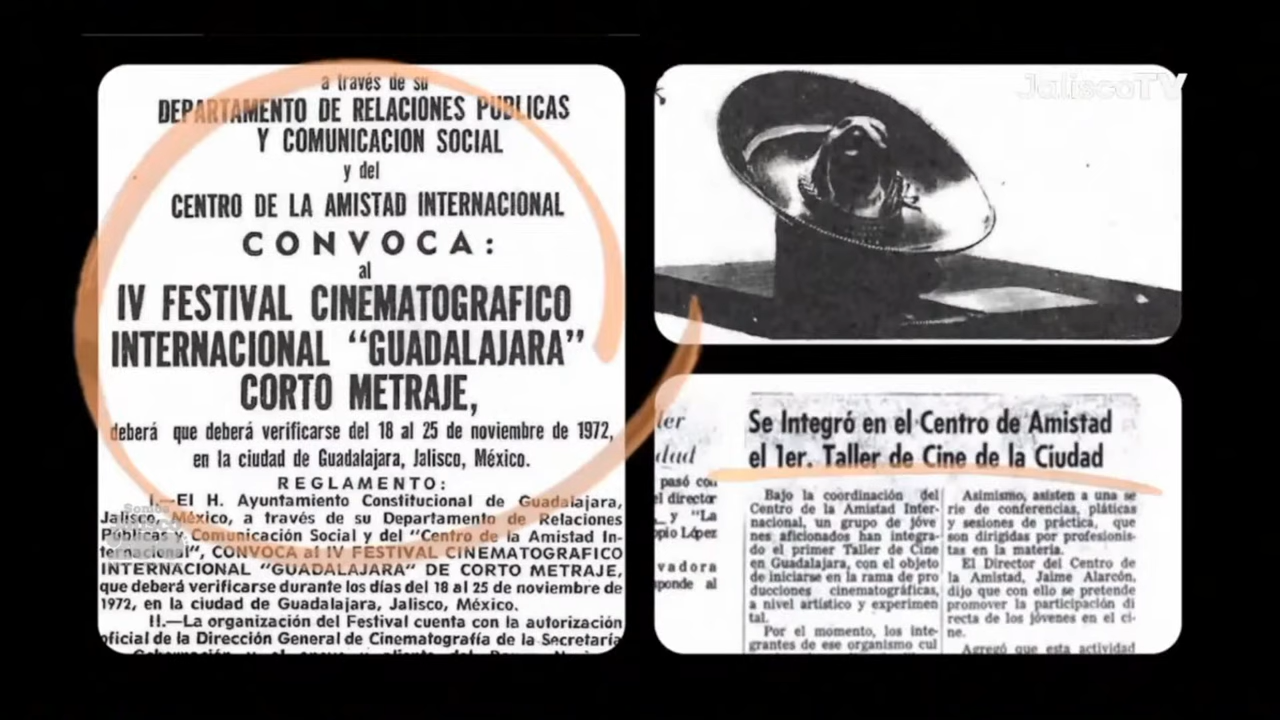 a través de su
DEPARTAMENTO DE RELACIONES PUBLICAS
Y COMUNICACION SOCIAL
y del
CENTRO DE LA AMISTAD INTERNACIONAL
CONVOCA:
al
IV FESTIVAL CINEMATOGRAFICO
INTERNACIONAL “GUADALAJARA”
CORTO METRAJE,
deberá que deberá verificarse del 18 al 25 de noviembre de 1972,
en la ciudad de Guadalajara, Jalisco, México.
REGLAMENTO:
I.—El H. Ayuntamiento Constitucional de Guadalajara,
Jalisco, México, a través de su Departamento de Relaciones
Públicas y Comunicación Social y del “Centro de la Amistad In-
ternacional”, CONVOCA al IV FESTIVAL CINEMATOGRAFICO
INTERNACIONAL “GUADALAJARA” DE CORTO METRAJE,
que deberá verificarse durante los días del 18 al 25 de noviembre de
1972, en la ciudad de Guadalajara, Jalisco, México.
II.—La organización del Festival cuenta con la autorización
oficial de la Dirección General de Cinematografía de la Secretaría
JaliscoTV
Somos
ler
dad
pasó con
el director
y “La
opio López
vadora
sponde al
Se Integró en el Centro de Amistad
el 1er. Taller de Cine de la Ciudad
Bajo la coordinación del
Centro de la Amistad Inter-
nacional, un grupo de jóve
nes aficionados han integra-
do el primer Taller de Cine
en Guadalajara, con el objeto
de iniciarse en la rama de pro
ducciones cinematográficas,
a nivel artístico y experimen
tal.
Por el momento, los inte-
grantes de ese organismo cul
Asimismo, asisten a una se
rie de conferencias, pláticas
y sesiones de práctica, que
son dirigidas por profesionis-
tas en la materia.
El Director del Centro de
la Amistad, Jaime Alarcón,
dijo que con ello se pretende
promover la participación di
recta de los jóvenes en el ci-
ne.
Agregó que esta actividad